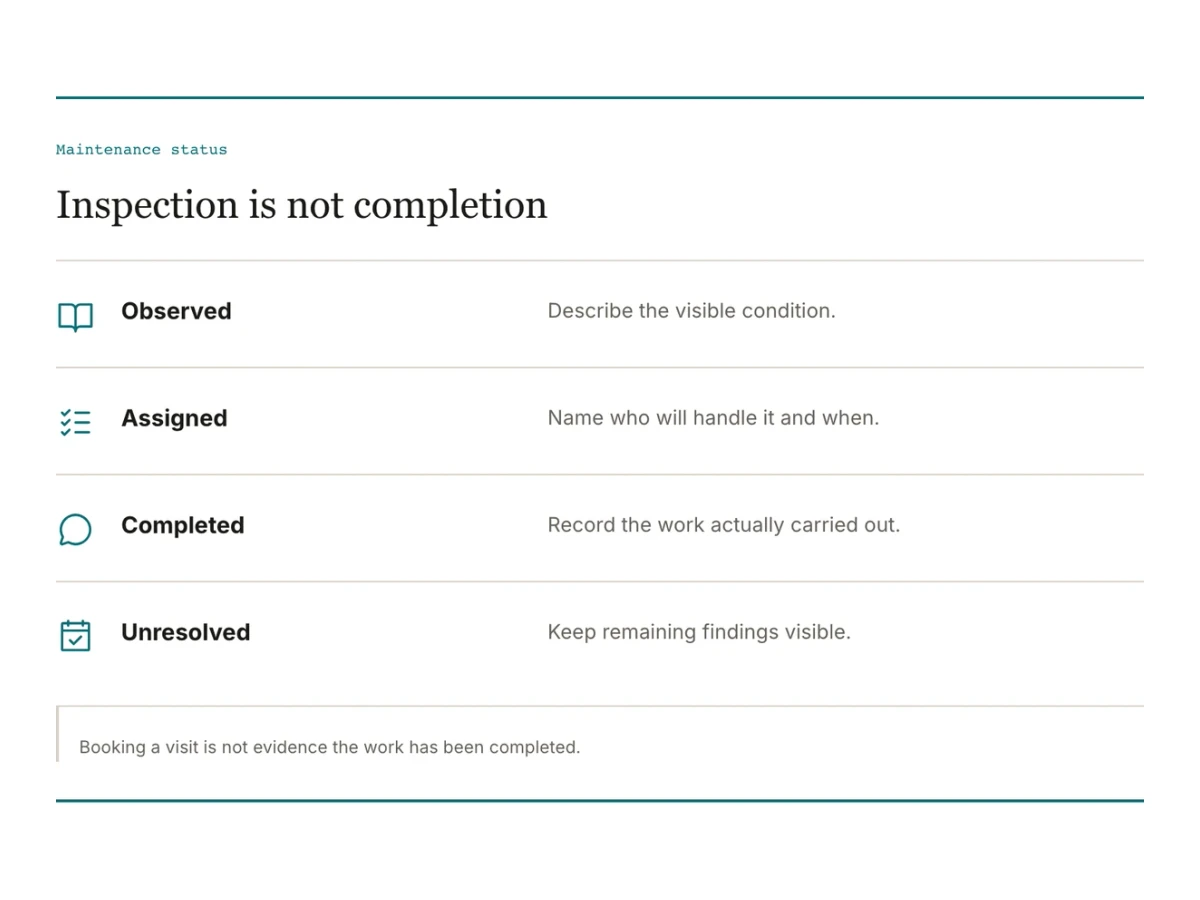 Maintenance status
Inspection is not completion
Observed
Describe the visible condition.
Assigned
Name who will handle it and when.
Completed
Record the work actually carried out.
Unresolved
Keep remaining findings visible.
Booking a visit is not evidence the work has been completed.